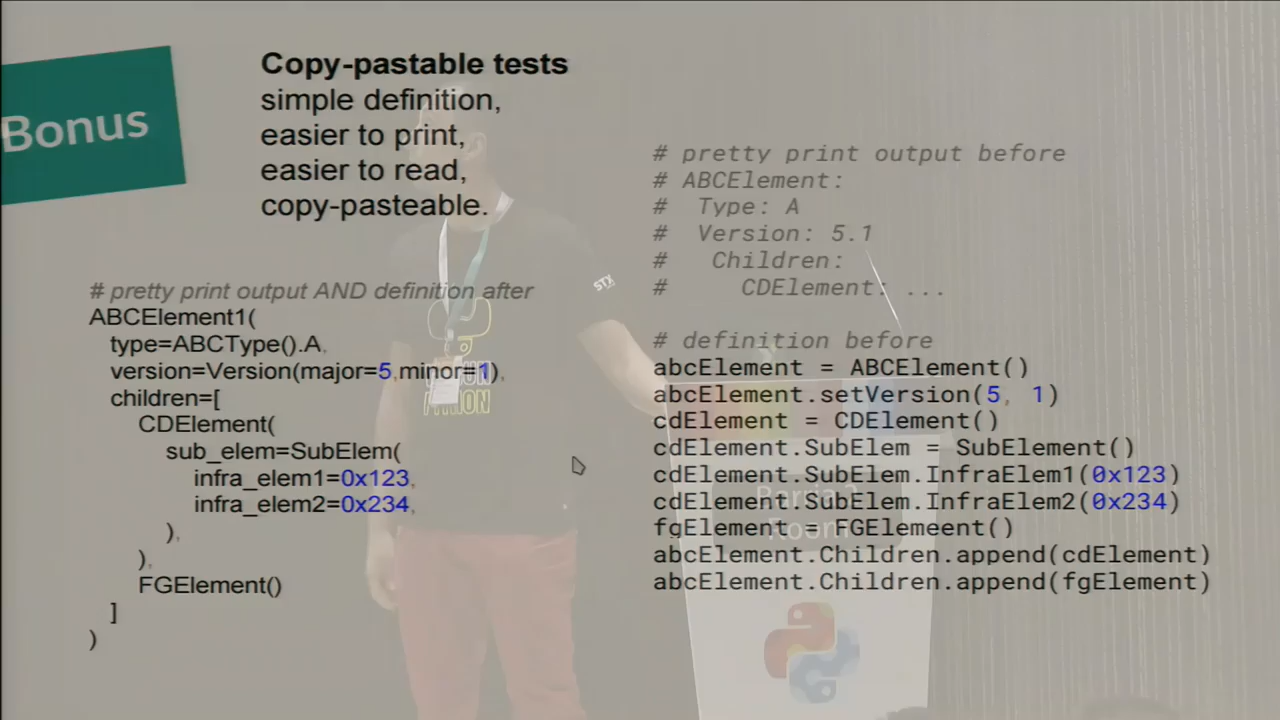 Bonus
Copy-pastable tests
simple definition,
easier to print,
easier to read,
copy-pasteable.
# pretty print output AND definition after
ABCElement1(
type=ABCType().A,
version=Version(major=5,minor=1),
children=[
CDElement(
sub_elem=SubElem(
infra_elem1=0x123,
infra_elem2=0x234,
),
),
FGElement()
]
)
# pretty print output before
# ABCElement:
# Type: A
# Version: 5.1
# Children:
# CDElement: ...
# definition before
abcElement = ABCElement()
abcElement.setVersion(5, 1)
cdElement = CDElement()
cdElement.SubElem = SubElement()
cdElement.SubElem.InfraElem1(0x123)
cdElement.SubElem.InfraElem2(0x234)
fgElement = FGElemeent()
abcElement.Children.append(cdElement)
abcElement.Children.append(fgElement)
STX
PYTHON
Room